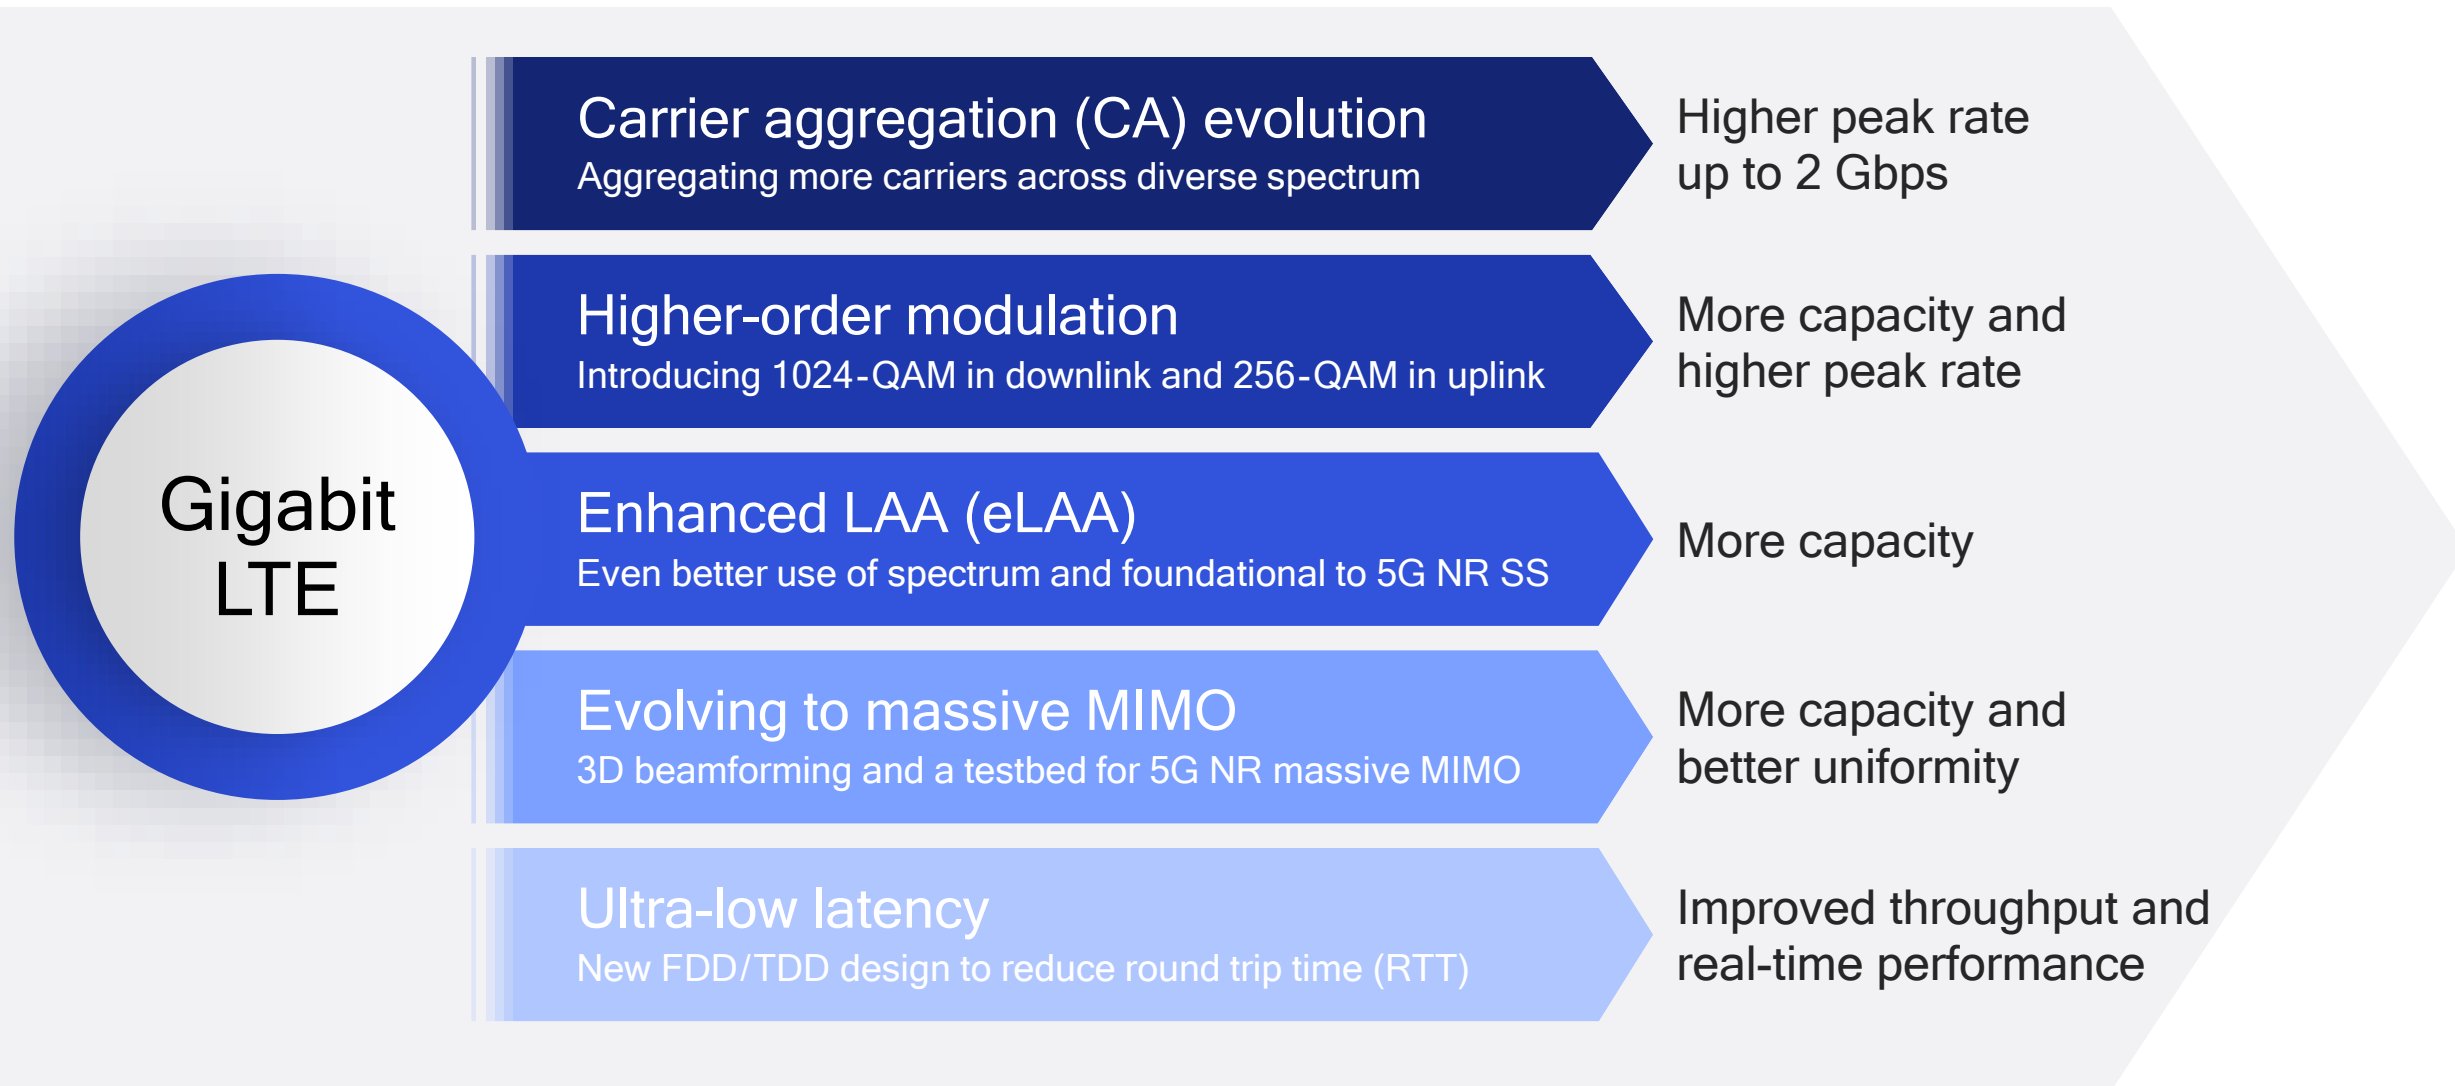 Gigabit
LTE
Carrier aggregation (CA) evolution
Aggregating more carriers across diverse spectrum
Higher peak rate
up to 2 Gbps
Higher-order modulation
Introducing 1024-QAM in downlink and 256-QAM in uplink
More capacity and
higher peak rate
Enhanced LAA (eLAA)
Even better use of spectrum and foundational to 5G NR SS
More capacity
Evolving to massive MIMO
3D beamforming and a testbed for 5G NR massive MIMO
More capacity and
better uniformity
Ultra-low latency
New FDD/TDD design to reduce round trip time (RTT)
Improved throughput and
real-time performance